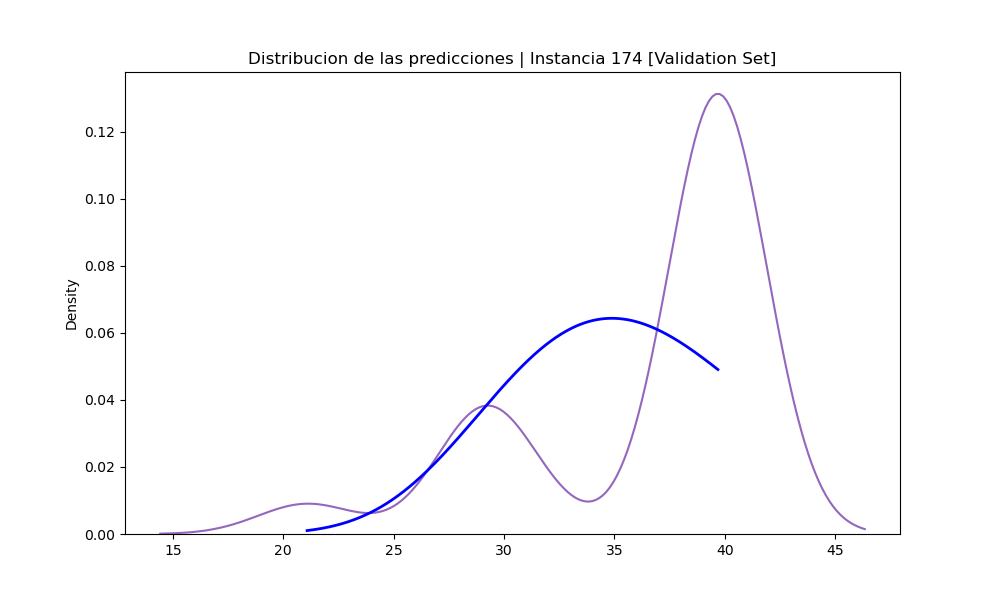 Distribucion de las predicciones | Instancia 174 [Validation Set]
Density
0.12
0.10
0.08
0.06
0.04
0.02
0.00
15 20 25 30 35 40 45